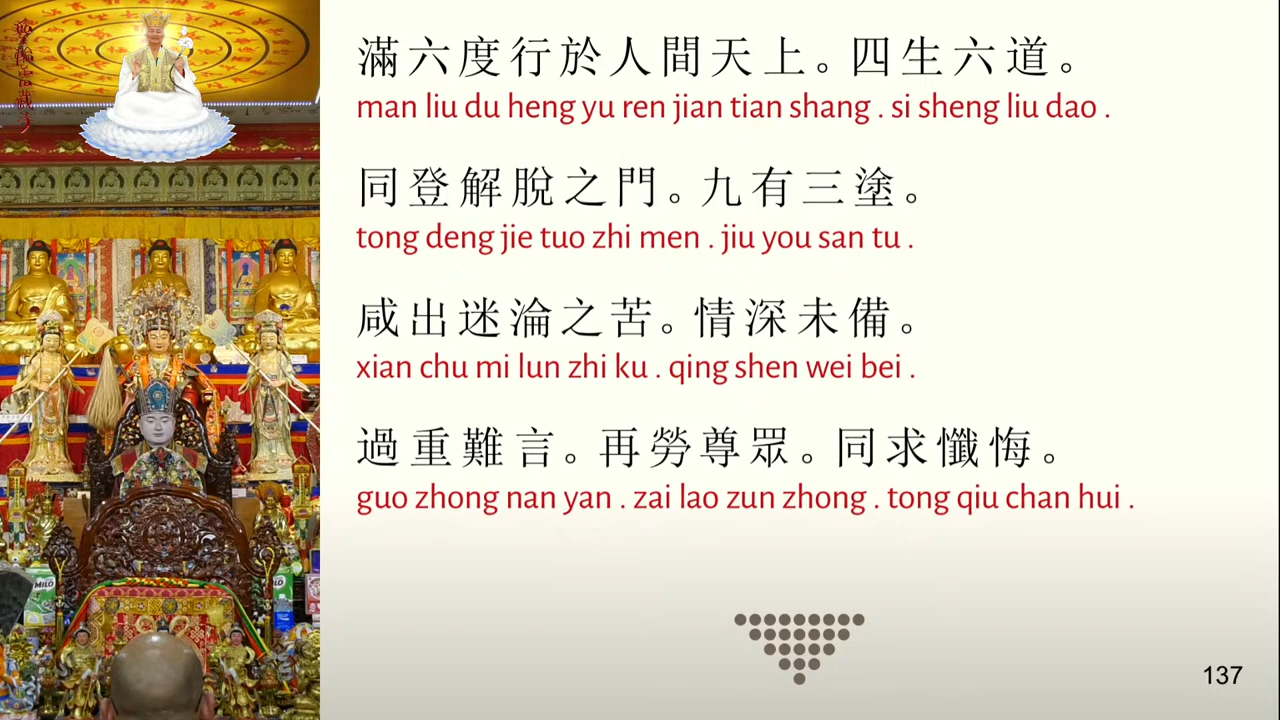 滿六度行於人間天上。四生六道。
man liu du heng yu ren jian tian shang . si sheng liu dao .
同登解脫之門。九有三塗。
tong deng jie tuo zhi men . jiu you san tu .
咸出迷淪之苦。情深未備。
xian chu mi lun zhi ku . qing shen wei bei .
過重難言。再勞尊眾。同求懺悔。
guo zhong nan yan . zai lao zun zhong . tong qiu chan hui .
137
MILO